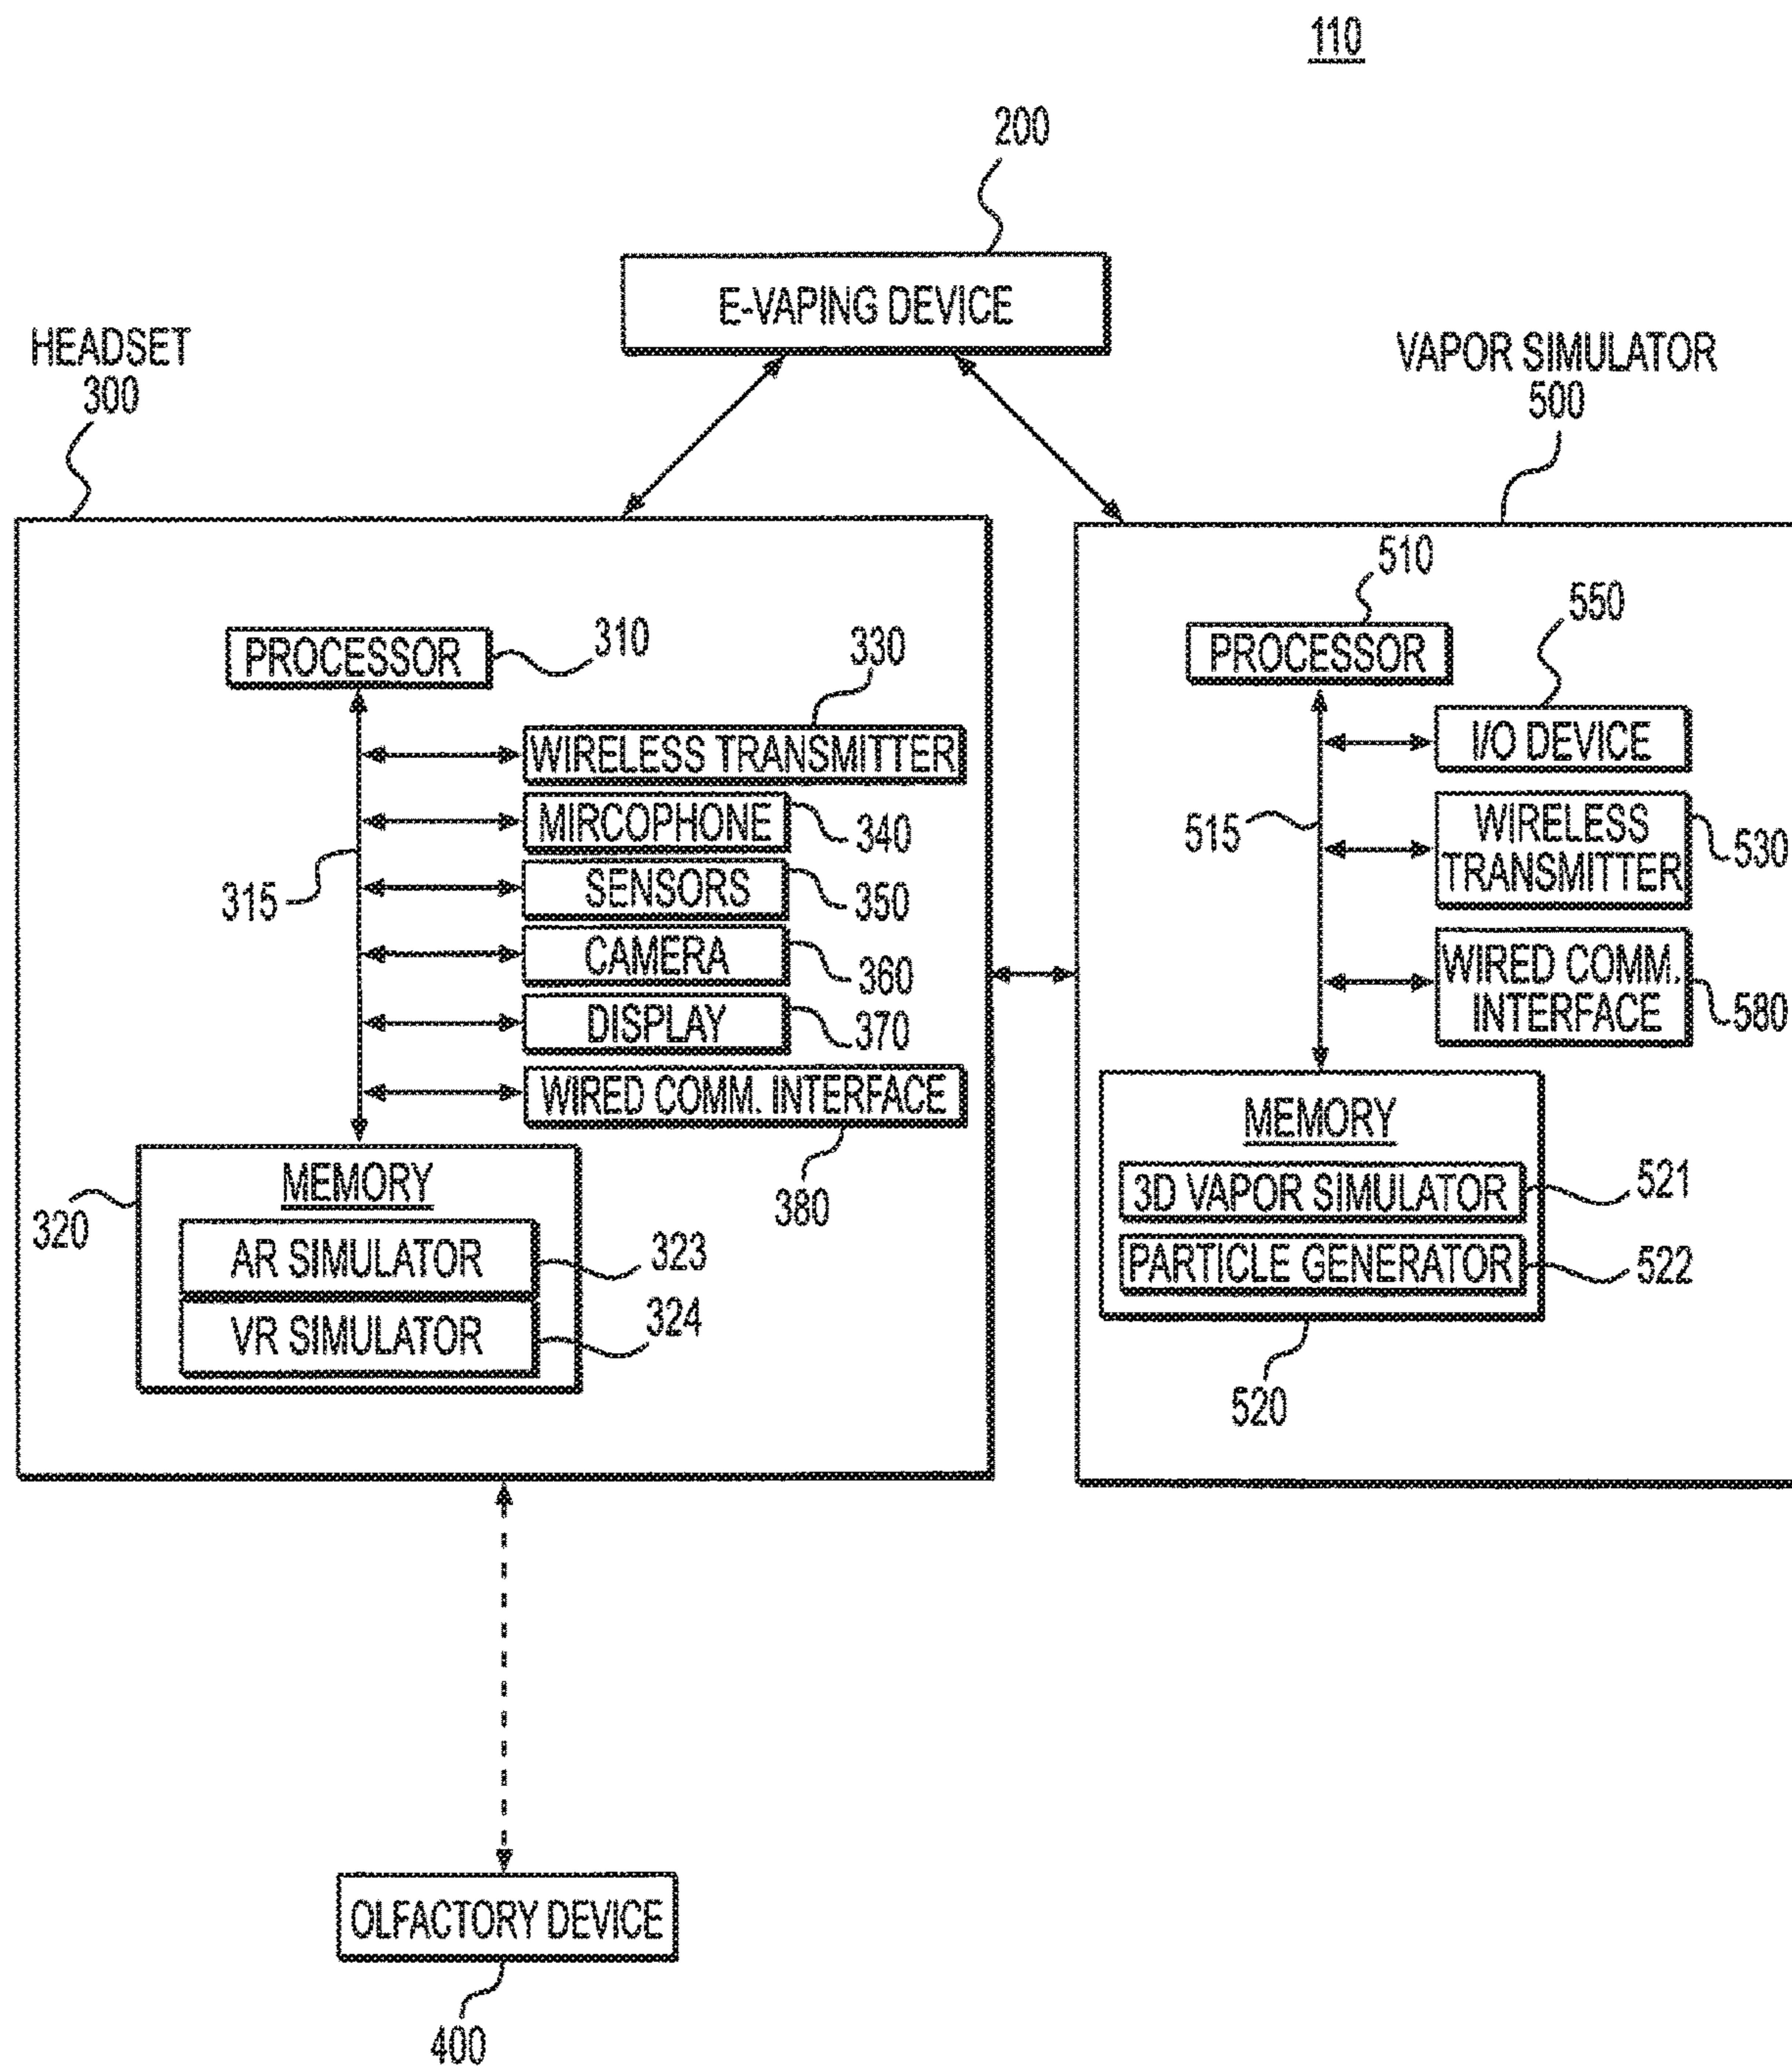 110
200
E-VAPING DEVICE
HEADSET
300
VAPOR SIMULATOR
500
PROCESSOR
310
330
WIRELESS TRANSMITTER
MIRCOPHONE
340
SENSORS
350
315
CAMERA
360
DISPLAY
370
WIRED COMM. INTERFACE
380
MEMORY
320
AR SIMULATOR
323
VR SIMULATOR
324
510
PROCESSOR
550
I/O DEVICE
515
WIRELESS
TRANSMITTER
530
WIRED COMM.
INTERFACE
580
MEMORY
3D VAPOR SIMULATOR
521
PARTICLE GENERATOR
522
520
OLFACTORY DEVICE
400